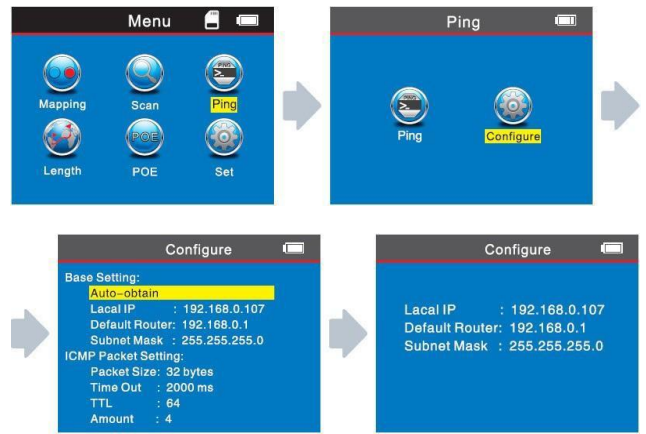 Menu
Mapping
Scan
PING
Ping
Length
POE
POE
Set
Ping
PING
Ping
Configure
Configure
Base Setting:
Auto-obtain
Lacal IP : 192.168.0.107
Default Router: 192.168.0.1
Subnet Mask : 255.255.255.0
ICMP Packet Setting:
Packet Size: 32 bytes
Time Out : 2000 ms
TTL : 64
Amount : 4
Configure
Lacal IP : 192.168.0.107
Default Router: 192.168.0.1
Subnet Mask : 255.255.255.0